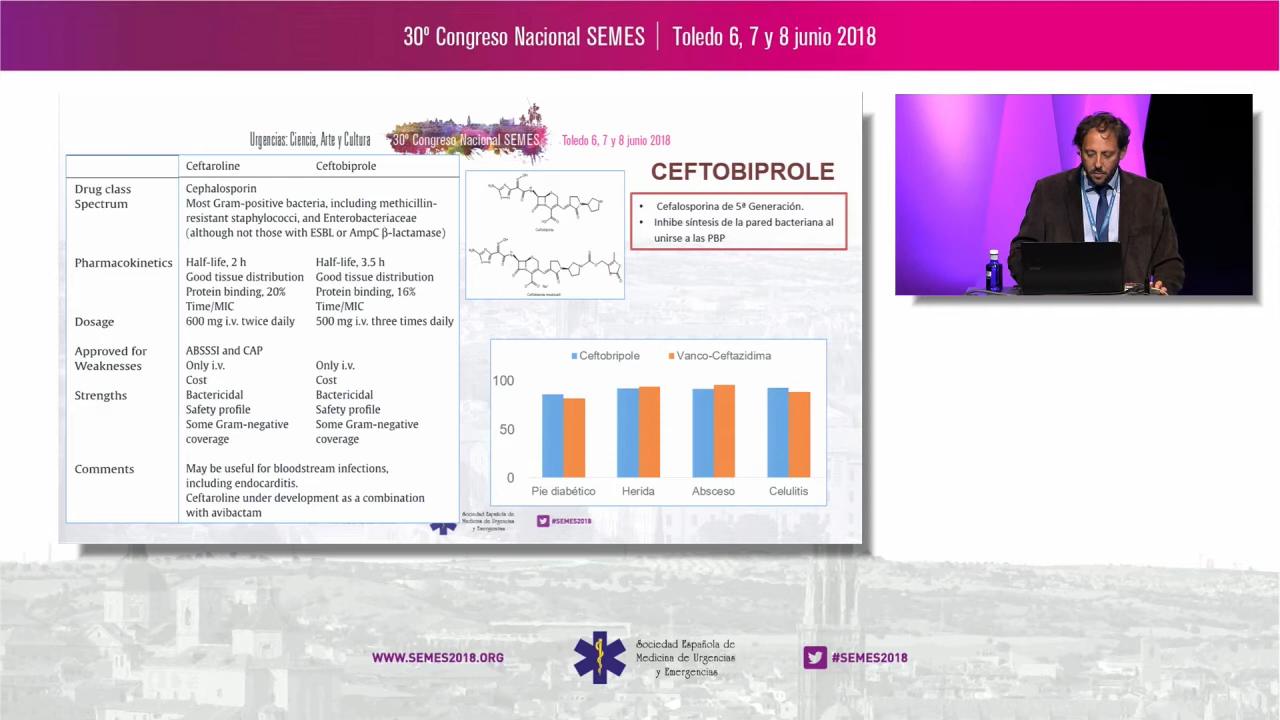 30º Congreso Nacional SEMES | Toledo 6, 7 y 8 junio 2018
Urgencias: Ciencia, Arte y Cultura
30º Congreso Nacional SEMES
Toledo 6, 7 y 8 junio 2018
Ceftaroline Ceftobiprole
Drug class Cephalosporin
Spectrum Most Gram-positive bacteria, including methicillin-
resistant staphylococci, and Enterobacteriaceae
(although not those with ESBL or AmpC β-lactamase)
Pharmacokinetics Half-life, 2 h Half-life, 3.5 h
Good tissue distribution Good tissue distribution
Protein binding, 20% Protein binding, 16%
Time/MIC Time/MIC
Dosage 600 mg i.v. twice daily 500 mg i.v. three times daily
Approved for ABSSSI and CAP
Weaknesses Only i.v. Only i.v.
Cost Cost
Strengths Bactericidal Bactericidal
Safety profile Safety profile
Some Gram-negative Some Gram-negative
coverage coverage
Comments May be useful for bloodstream infections,
including endocarditis.
Ceftaroline under development as a combination
with avibactam
CEFTOBIPROLE
• Cefalosporina de 5ª Generación.
• Inhibe síntesis de la pared bacteriana al
unirse a las PBP
Ceftobripole Vanco-Ceftazidima
100
50
0
Pie diabético Herida Absceso Celulitis
Sociedad Española de
Medicina de Urgencias
y Emergencias
#SEMES2018
WWW.SEMES2018.ORG
Sociedad Española de
Medicina de Urgencias
y Emergencias
#SEMES2018